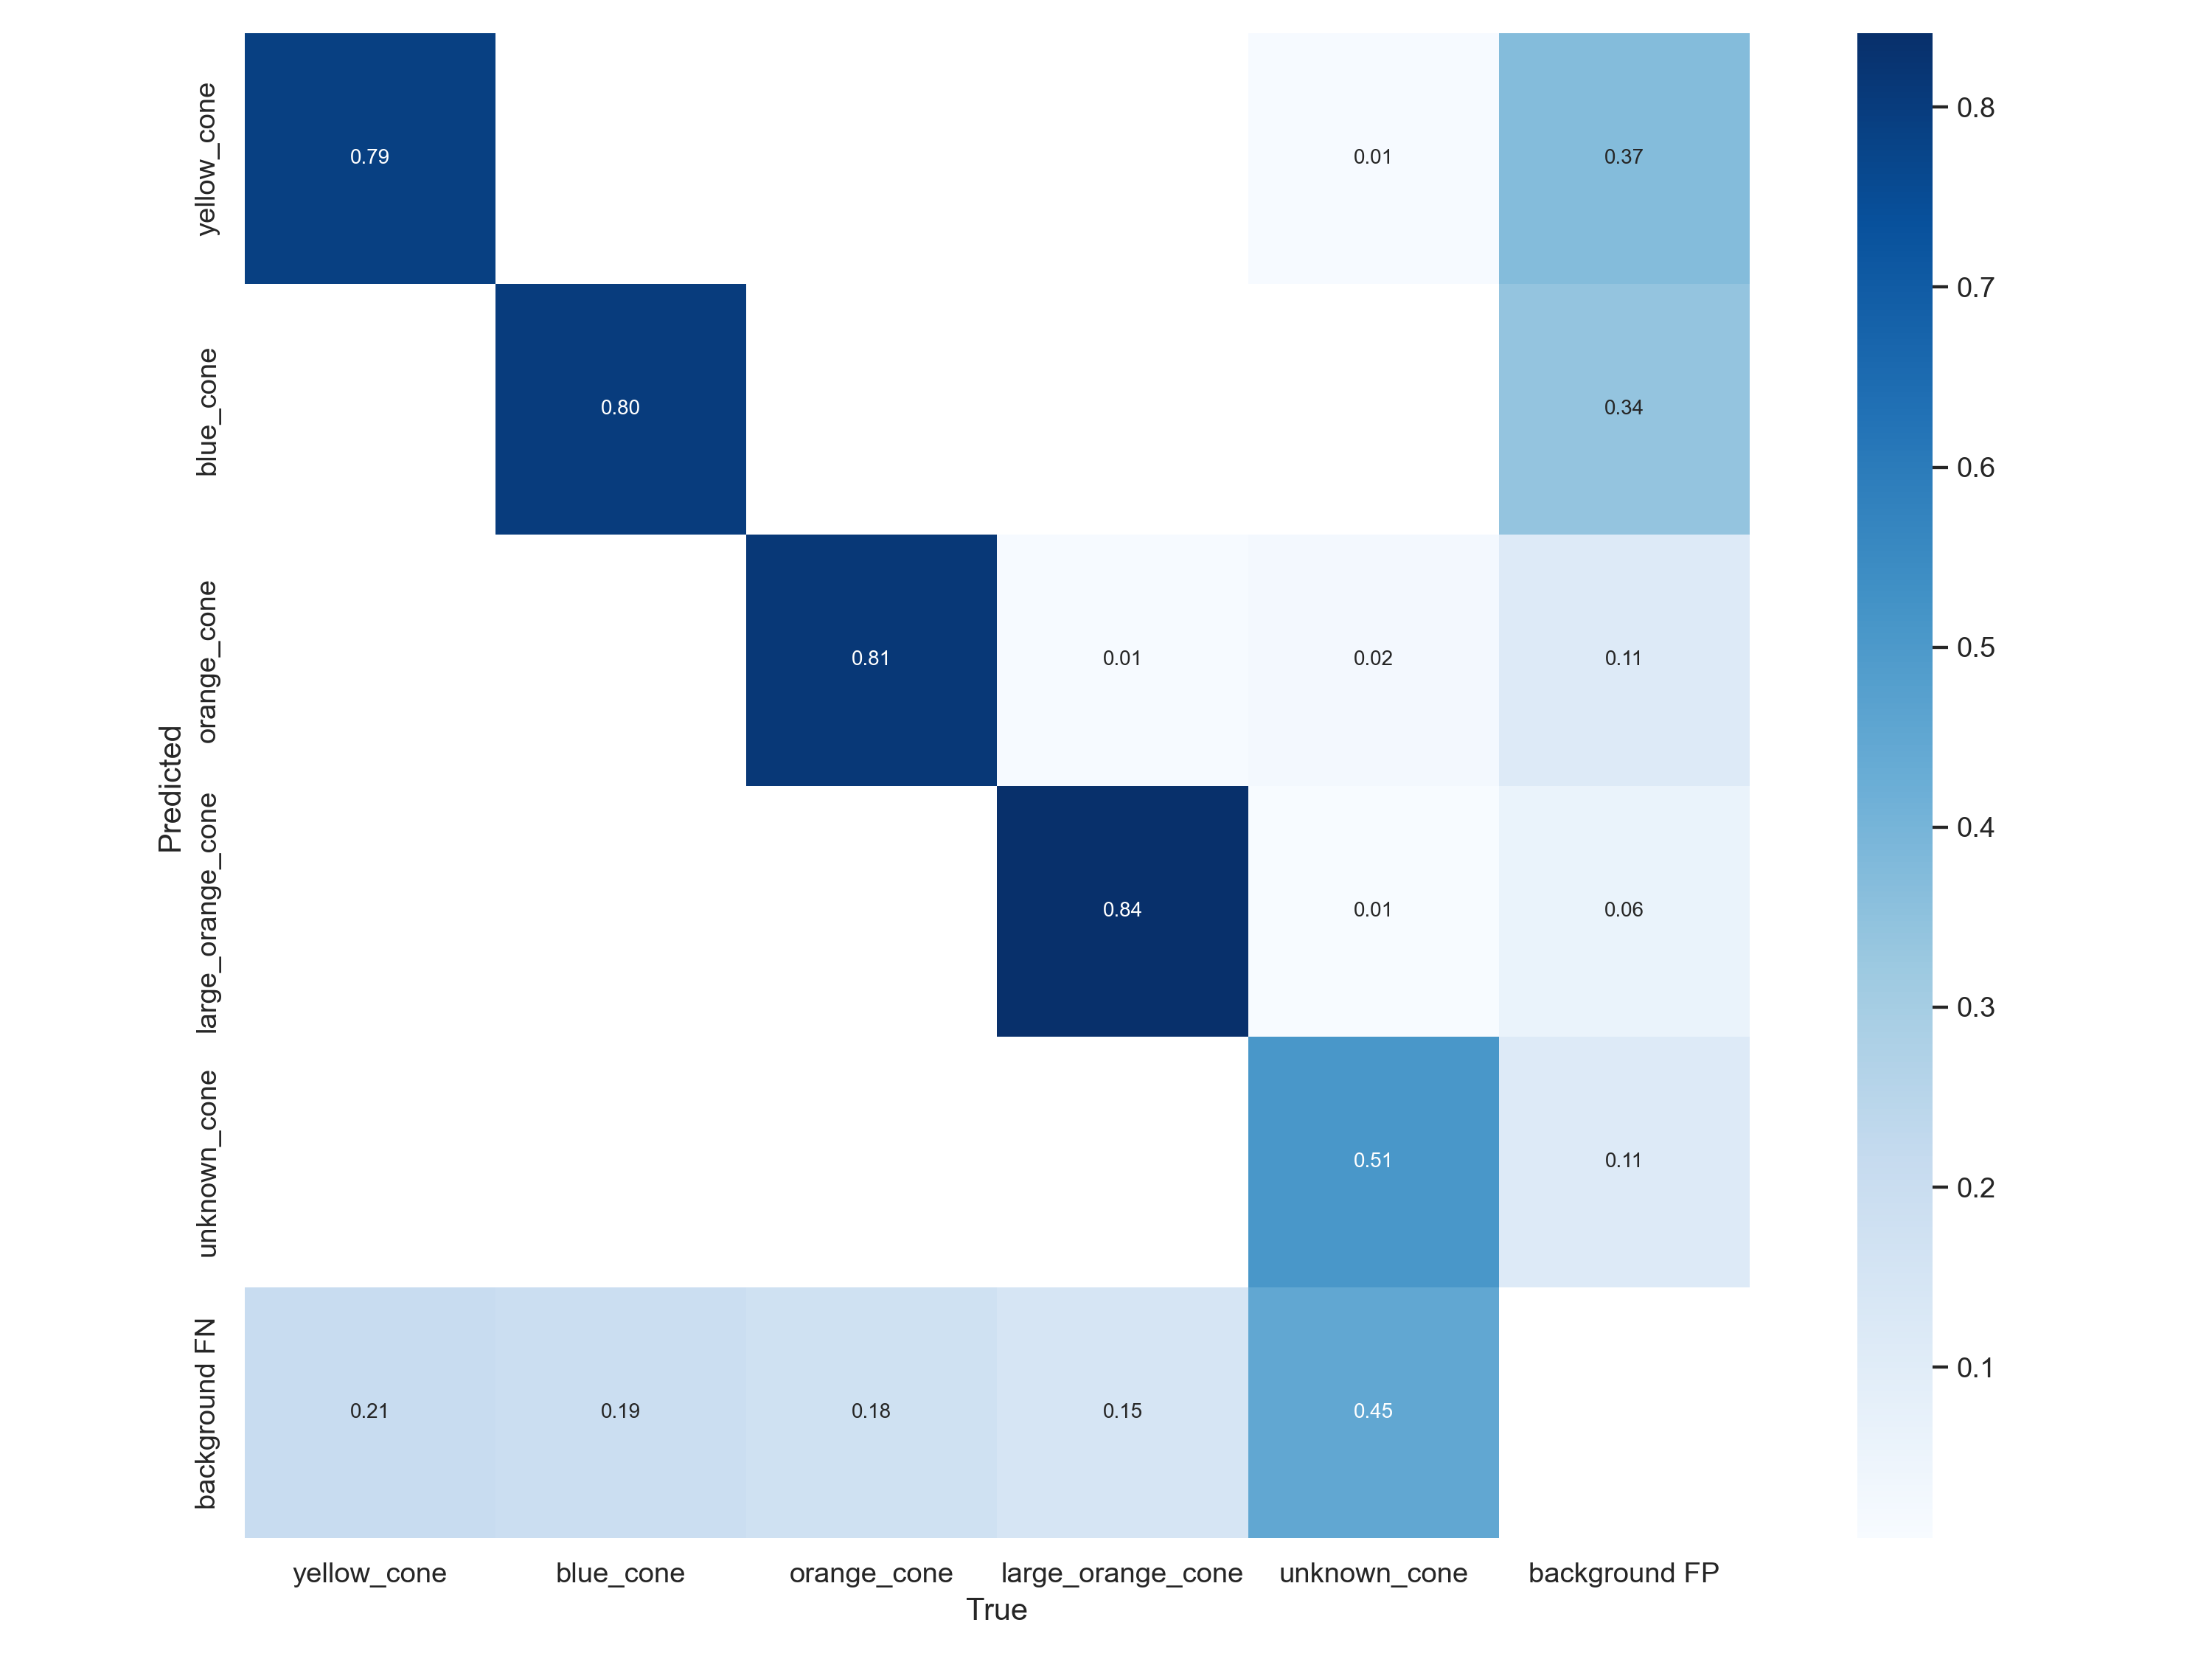 yellow_cone 0.79 0.01 0.37
blue_cone 0.80 0.34
orange_cone 0.81 0.01 0.02 0.11
large_orange_cone 0.84 0.01 0.06
unknown_cone 0.51 0.11
background FN 0.21 0.19 0.18 0.15 0.45
Predicted
yellow_cone blue_cone orange_cone large_orange_cone unknown_cone background FP
True
0.8
0.7
0.6
0.5
0.4
0.3
0.2
0.1